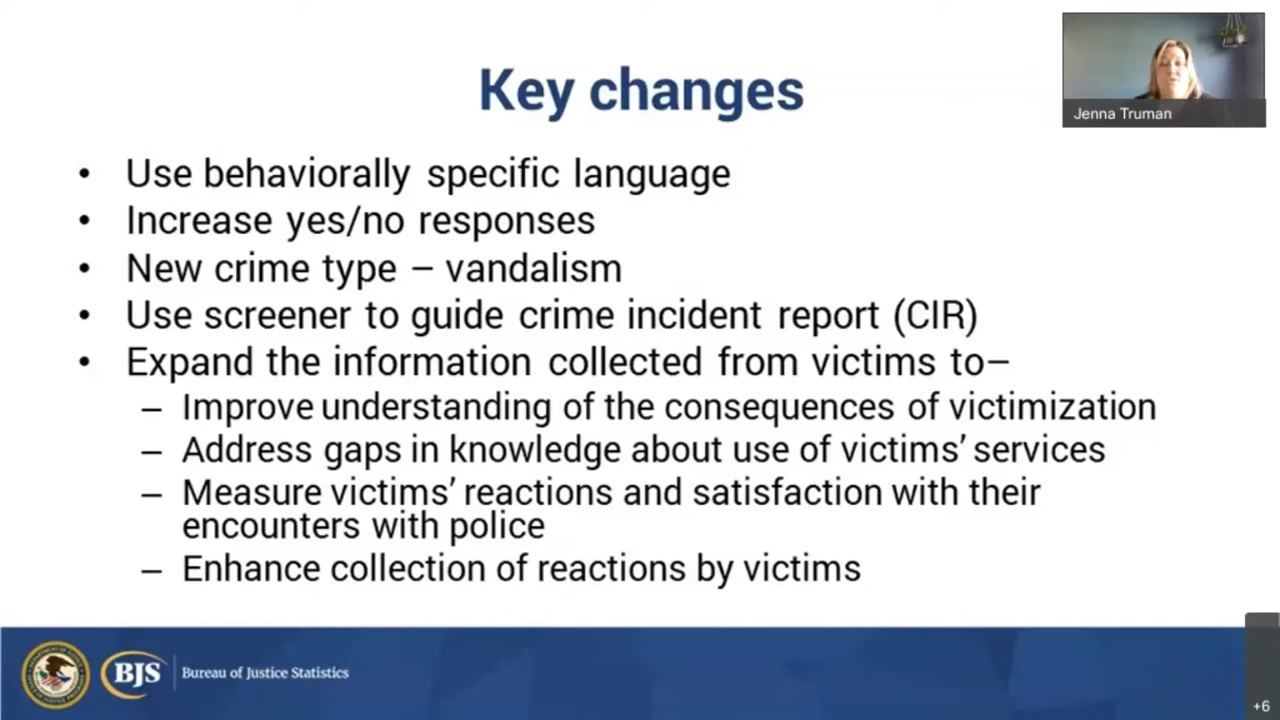 Key changes
Jenna Truman
• Use behaviorally specific language
• Increase yes/no responses
• New crime type – vandalism
• Use screener to guide crime incident report (CIR)
• Expand the information collected from victims to–
– Improve understanding of the consequences of victimization
– Address gaps in knowledge about use of victims’ services
– Measure victims’ reactions and satisfaction with their
encounters with police
– Enhance collection of reactions by victims
BJS
Bureau of Justice Statistics
+6